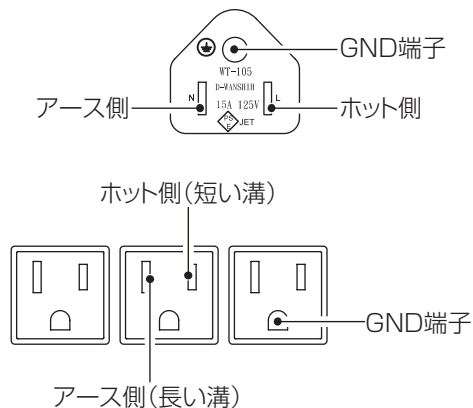 GND端子
WT-105
D-WANSHIH
アース側
N
L
ホット側
15A 125V
PS
E
JET
ホット側(短い溝)
GND端子
アース側(長い溝)